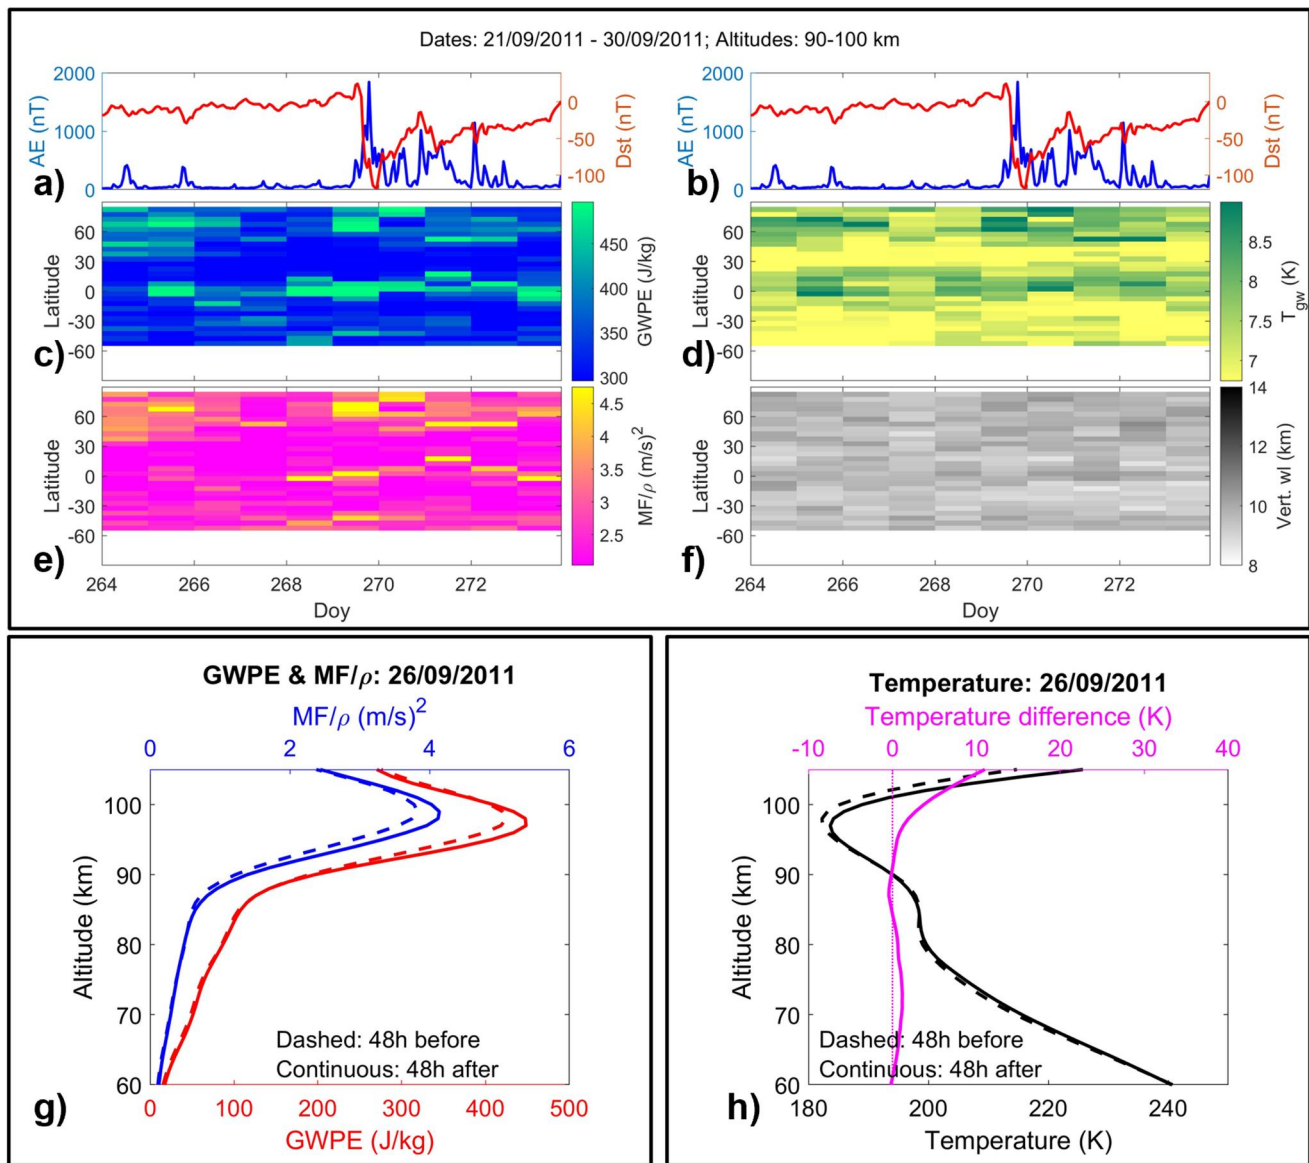 Dates: 21/09/2011 - 30/09/2011; Altitudes: 90-100 km
2000
1000
0
AE (nT)
0
-50
-100
Dst (nT)
a)
2000
1000
0
AE (nT)
0
-50
-100
Dst (nT)
b)
60
30
0
-30
-60
Latitude
450
400
350
300
GWPE (J/kg)
c)
60
30
0
-30
-60
Latitude
8.5
8
7.5
7
T_gw (K)
d)
60
30
0
-30
-60
Latitude
4.5
4
3.5
3
2.5
MF/ρ (m/s)²
e)
264 266 268 270 272
Doy
60
30
0
-30
-60
Latitude
14
12
10
8
Vert. wl (km)
f)
264 266 268 270 272
Doy
GWPE & MF/ρ: 26/09/2011
MF/ρ (m/s)²
0 2 4 6
100
90
80
70
60
Altitude (km)
Dashed: 48h before
Continuous: 48h after
0 100 200 300 400 500
GWPE (J/kg)
g)
Temperature: 26/09/2011
Temperature difference (K)
-10 0 10 20 30 40
100
90
80
70
60
Altitude (km)
Dashed: 48h before
Continuous: 48h after
180 200 220 240
Temperature (K)
h)